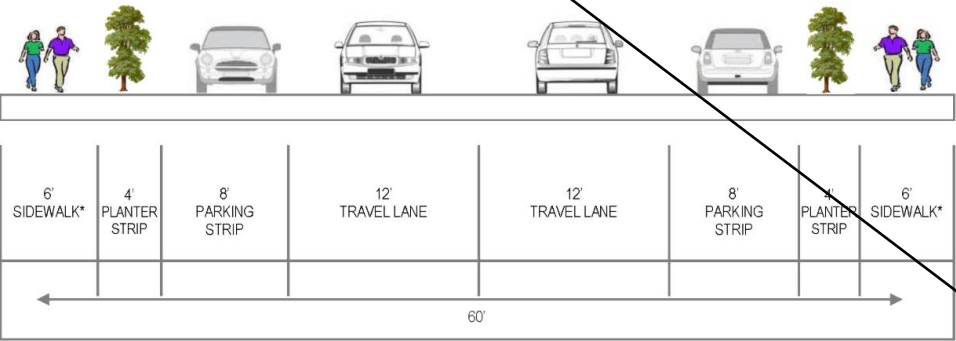 6'
SIDEWALK*
4'
PLANTER
STRIP
8'
PARKING
STRIP
12'
TRAVEL LANE
12'
TRAVEL LANE
8'
PARKING
STRIP
4'
PLANTER
STRIP
6'
SIDEWALK*
60'